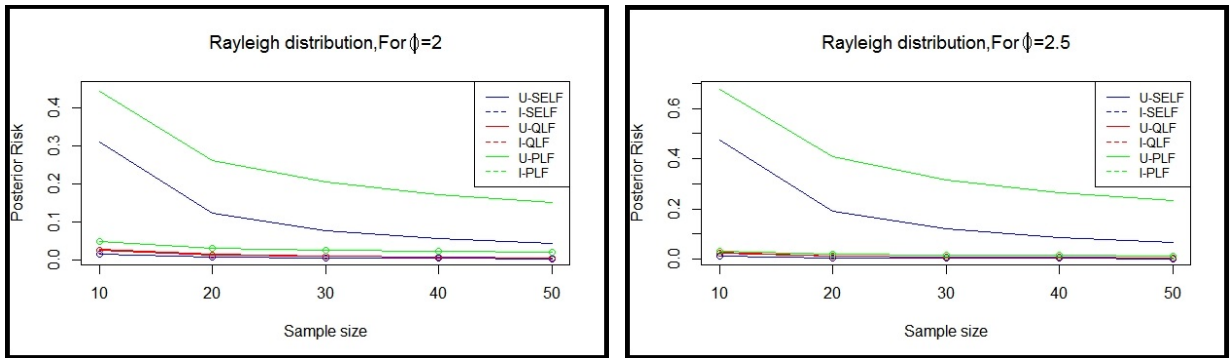 Rayleigh distribution,For ϕ=2
Posterior Risk
0.4
0.3
0.2
0.1
0.0
U-SELF
I-SELF
U-QLF
I-QLF
U-PLF
I-PLF
10 20 30 40 50
Sample size
Rayleigh distribution,For ϕ=2.5
Posterior Risk
0.6
0.4
0.2
0.0
U-SELF
I-SELF
U-QLF
I-QLF
U-PLF
I-PLF
10 20 30 40 50
Sample size